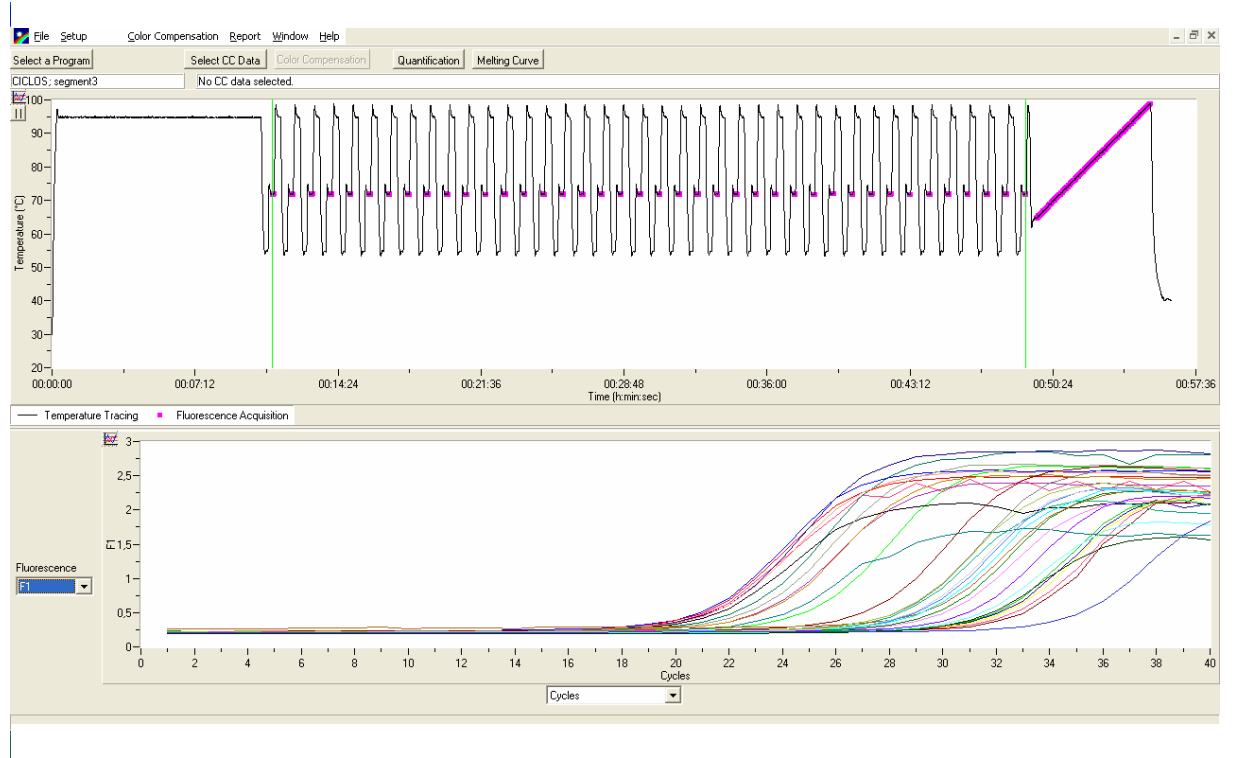 File Setup Color Compensation Report Window Help
Select a Program Select CC Data Color Compensation Quantification Melting Curve
CICLOS; segment3 No CC data selected.
100
90
80
70
60
50
40
30
20
Temperature (°C)
00:00:00 00:07:12 00:14:24 00:21:36 00:28:48 00:36:00 00:43:12 00:50:24 00:57:36
Time (h:min:sec)
Temperature Tracing Fluorescence Acquisition
3
2,5
2
1,5
1
0,5
0
F1
Fluorescence
F1
0 2 4 6 8 10 12 14 16 18 20 22 24 26 28 30 32 34 36 38 40
Cycles
Cycles